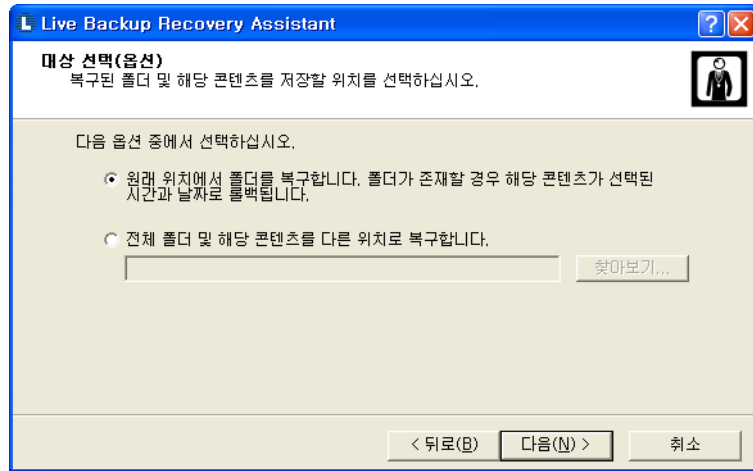 Live Backup Recovery Assistant
대상 선택(옵션)
복구된 폴더 및 해당 콘텐츠를 저장할 위치를 선택하십시오.
다음 옵션 중에서 선택하십시오.
원래 위치에서 폴더를 복구합니다. 폴더가 존재할 경우 해당 콘텐츠가 선택된
시간과 날짜로 롤백됩니다.
전체 폴더 및 해당 콘텐츠를 다른 위치로 복구합니다.
찾아보기...
< 뒤로(B) 다음(N) > 취소